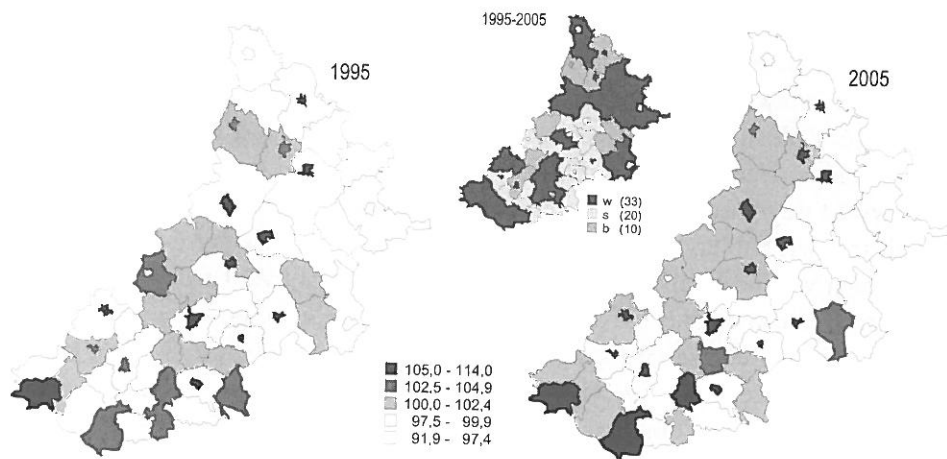 1995-2005
1995
2005
w (33)
s (20)
b (10)
105,0 - 114,0
102,5 - 104,9
100,0 - 102,4
97,5 - 99,9
91,9 - 97,4